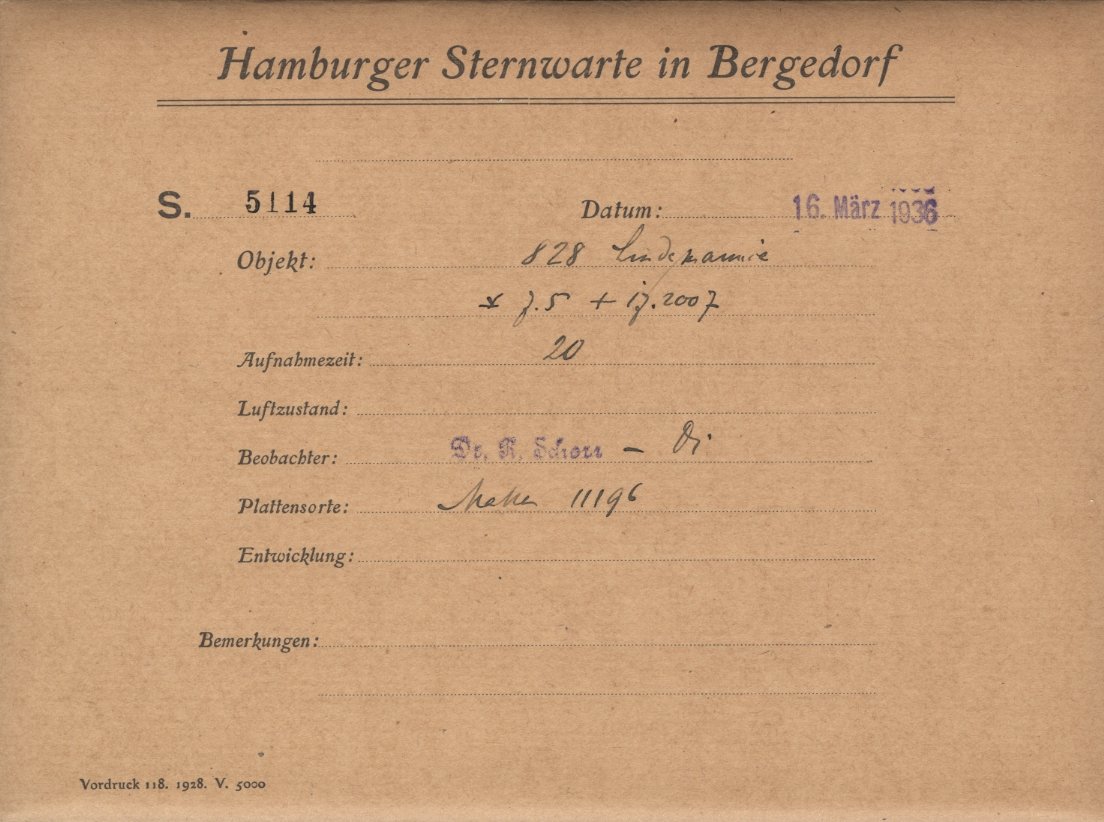 Hamburger Sternwarte in Bergedorf
S. 5114 Datum: 16. März 1936
Objekt: 828 Lindemannia
* 7.5 + 17.2007
Aufnahmezeit: 20
Luftzustand:
Beobachter: Dr. R. Schorr — Di
Plattensorte: 11196
Entwicklung:
Bemerkungen:
Vordruck 118. 1928. V. 5000